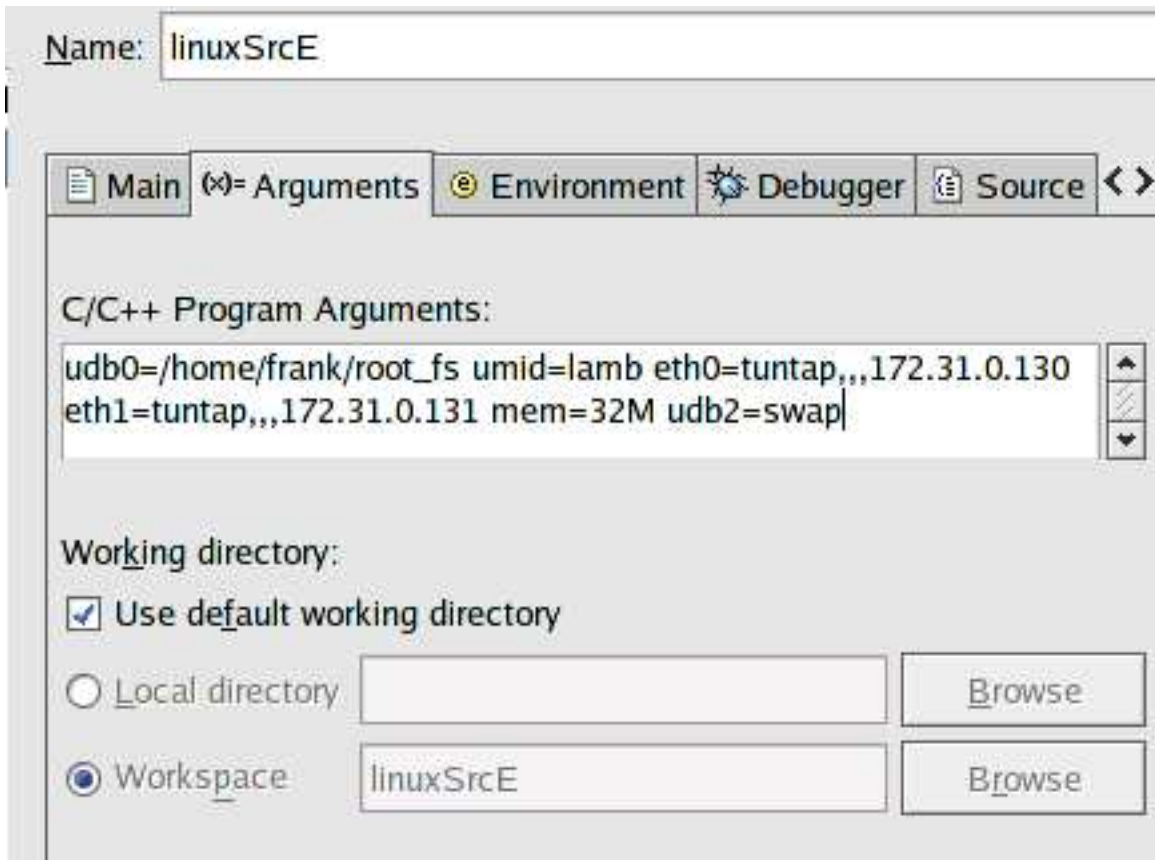 Name: linuxSrcE
Main (x)= Arguments Environment Debugger Source
C/C++ Program Arguments:
udb0=/home/frank/root_fs umid=lamb eth0=tuntap,,,172.31.0.130
eth1=tuntap,,,172.31.0.131 mem=32M udb2=swap
Working directory:
Use default working directory
Local directory Browse
Workspace linuxSrcE Browse